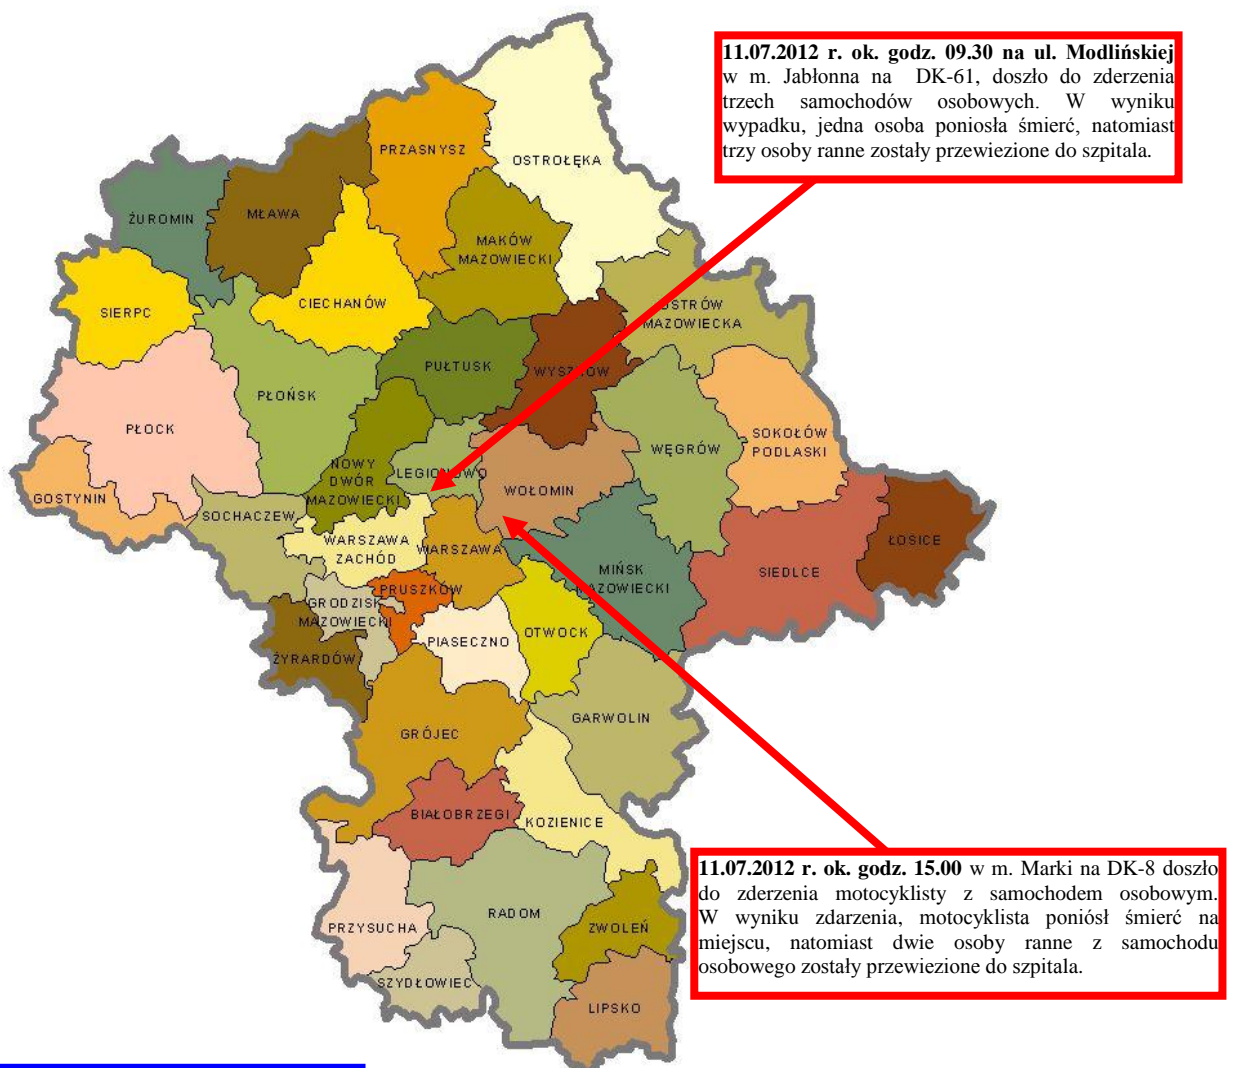 11.07.2012 r. ok. godz. 09.30 na ul. Modlińskiej
w m. Jabłonna na DK-61, doszło do zderzenia
trzech samochodów osobowych. W wyniku
wypadku, jedna osoba poniosła śmierć, natomiast
trzy osoby ranne zostały przewiezione do szpitala.
PRZASNYSZ
OSTROŁĘKA
ŻUROMIN
MŁAWA
MAKÓW
MAZOWIECKI
CIECHANÓW
SIERPC
OSTRÓW
MAZOWIECKA
PUŁTUSK
WYSZKÓW
PŁOŃSK
PŁOCK
SOKOŁÓW
PODLASKI
WĘGRÓW
NOWY
DWÓR
MAZOWIECKI
LEGIONOWO
WOŁOMIN
GOSTYNIN
SOCHACZEW
WARSZAWA
ZACHÓD
WARSZAWA
ŁOSICE
SIEDLCE
MIŃSK
MAZOWIECKI
PRUSZKÓW
GRODZISK
MAZOWIECKI
PIASECZNO
OTWOCK
ŻYRARDÓW
GARWOLIN
GRÓJEC
BIAŁOBRZEGI
KOZIENICE
11.07.2012 r. ok. godz. 15.00 w m. Marki na DK-8 doszło
do zderzenia motocyklisty z samochodem osobowym.
W wyniku zdarzenia, motocyklista poniósł śmierć na
miejscu, natomiast dwie osoby ranne z samochodu
osobowego zostały przewiezione do szpitala.
RADOM
PRZYSUCHA
ZWOLEŃ
SZYDŁOWIEC
LIPSKO